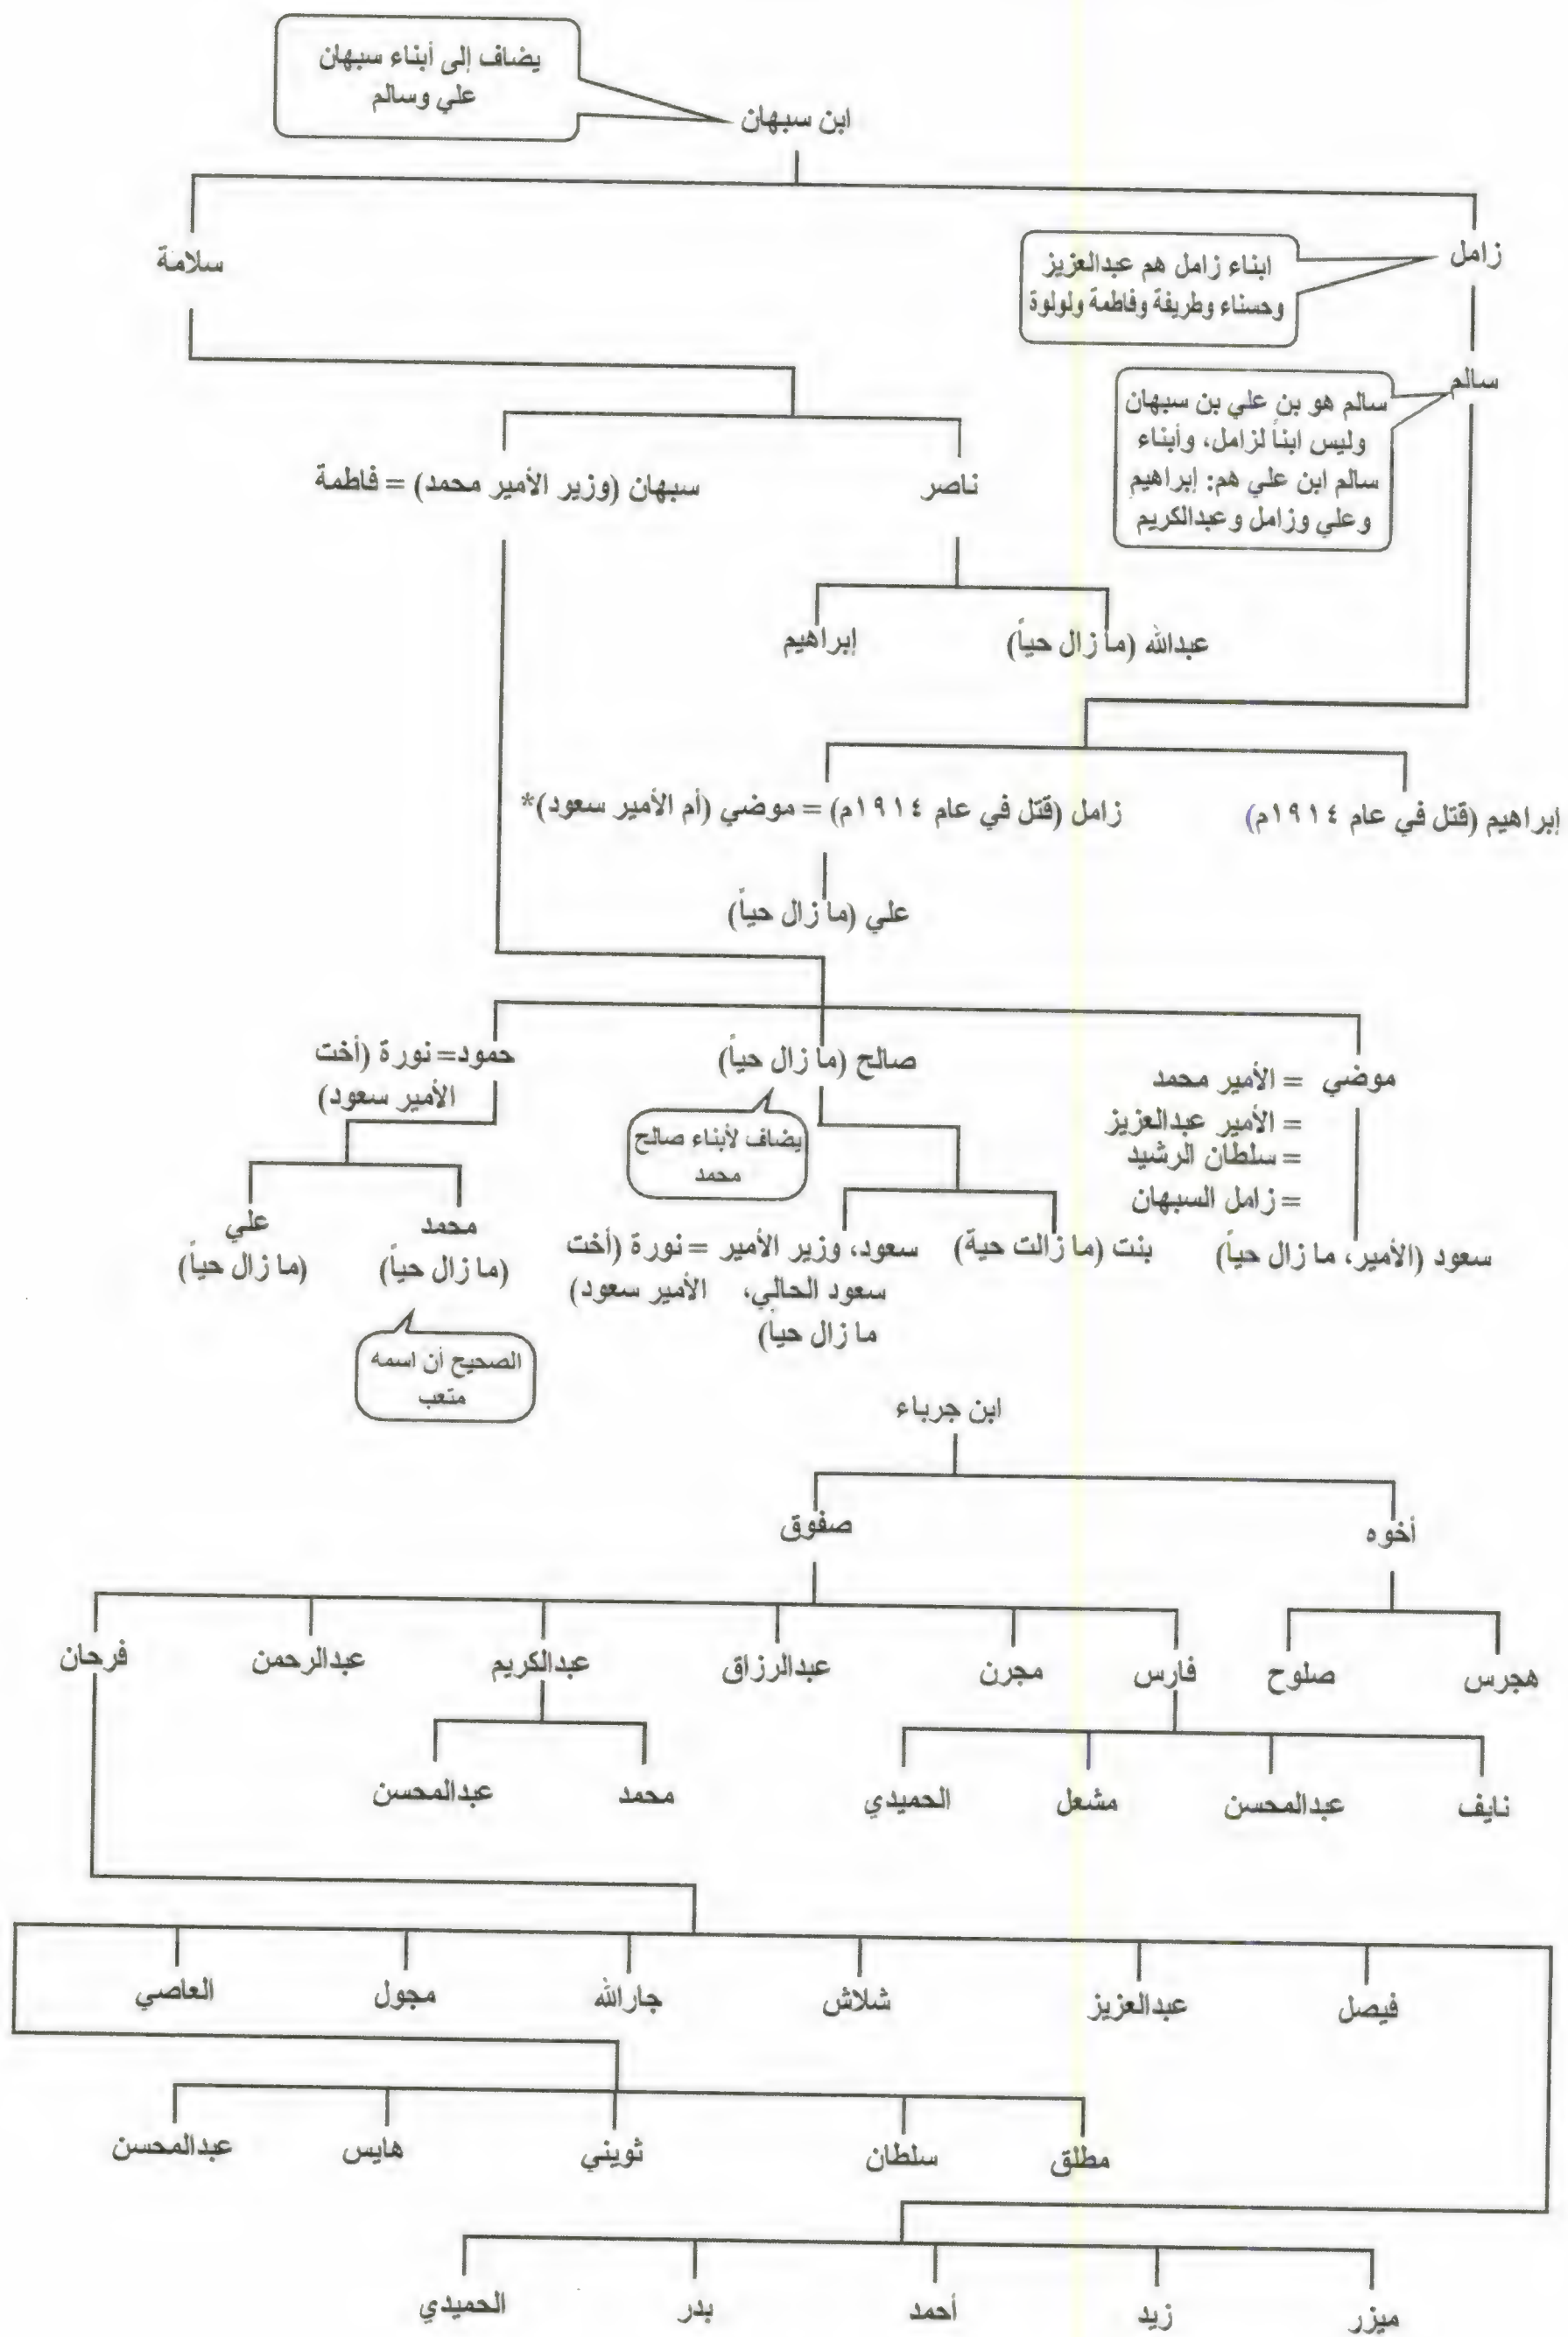 يضاف إلى أبناء سبهان
علي وسالم
ابن سبهان
زامل
ابناء زامل هم عبدالعزيز
وحسناء وطريفة وفاطمة ولولوة
سلامة
سالم
سالم هو بن علي بن سبهان
وليس ابناً لزامل، وأبناء
سالم ابن علي هم: إبراهيم
وعلي وزامل وعبدالكريم
ناصر
سبهان (وزير الأمير محمد) = فاطمة
عبدالله (ما زال حياً)
إبراهيم
إبراهيم (قتل في عام ١٩١٤م)
زامل (قتل في عام ١٩١٤م) = موضي (أم الأمير سعود)*
علي (ما زال حياً)
موضي = الأمير محمد
= الأمير عبدالعزيز
= سلطان الرشيد
= زامل السبهان
صالح (ما زال حياً)
يضاف لأبناء صالح
محمد
حمود= نورة (أخت
الأمير سعود)
سعود (الأمير، ما زال حياً)
بنت (ما زالت حية)
سعود، وزير الأمير = نورة (أخت
سعود الحالي، الأمير سعود)
ما زال حياً)
محمد
(ما زال حياً)
علي
(ما زال حياً)
الصحيح أن اسمه
متعب
ابن جرباء
أخوه
صفوق
هجرس
صلوح
فارس
مجرن
عبدالرزاق
عبدالكريم
عبدالرحمن
فرحان
نايف
عبدالمحسن
مشعل
الحميدي
محمد
عبدالمحسن
فيصل
عبدالعزيز
شلاش
جارالله
مجول
العاصي
مطلق
سلطان
ثويني
هايس
عبدالمحسن
ميزر
زيد
أحمد
بدر
الحميدي